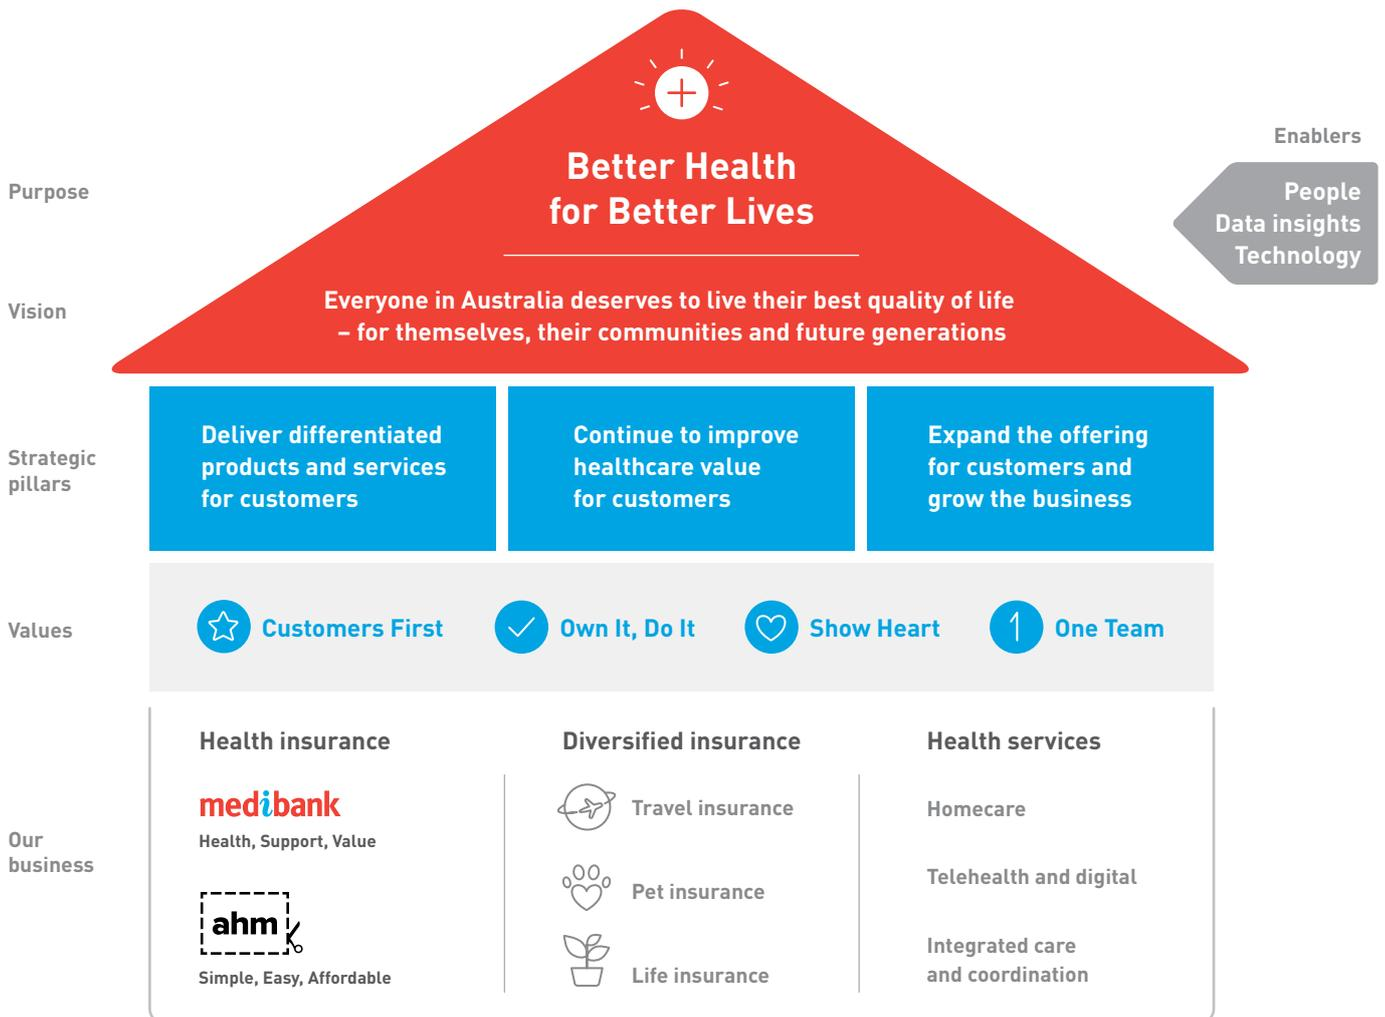 Better Health
for Better Lives
Enablers
People
Data insights
Technology
Purpose
Vision
Everyone in Australia deserves to live their best quality of life
– for themselves, their communities and future generations
Strategic
pillars
Deliver differentiated
products and services
for customers
Continue to improve
healthcare value
for customers
Expand the offering
for customers and
grow the business
Values
Customers First
Own It, Do It
Show Heart
1
One Team
Our
business
Health insurance
medibank
Health, Support, Value
ahm
Simple, Easy, Affordable
Diversified insurance
Travel insurance
Pet insurance
Life insurance
Health services
Homecare
Telehealth and digital
Integrated care
and coordination